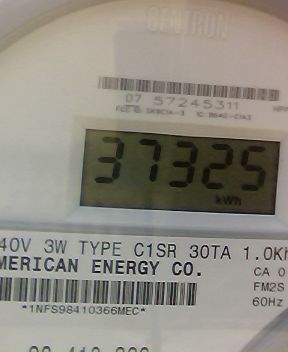 CENTRON
07 57245311
37325
kWh
40V 3W TYPE C1SR 30TA 1.0Kh
MERICAN ENERGY CO.
CA 0
FM2S
60Hz
*1NFS98410366MEC*